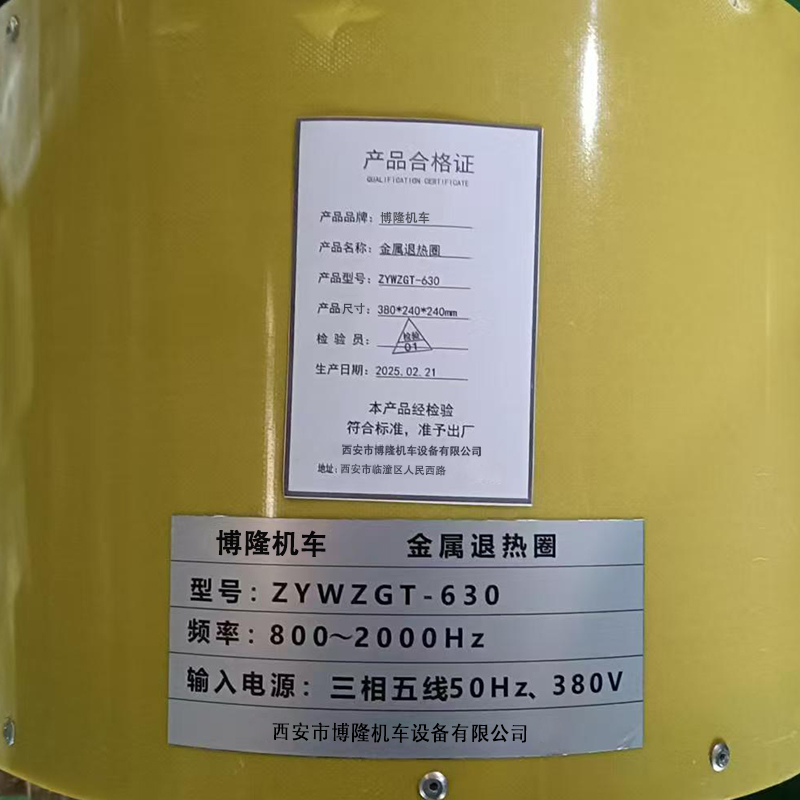 产品合格证
QUALIFICATION CERTIFICATE
产品品牌：博隆机车
产品名称：金属退热圈
产品型号：ZYWZGT-630
产品尺寸：380*240*240mm
检验员：检验01
生产日期：2025.02.21
本产品经检验
符合标准，准予出厂
西安市博隆机车设备有限公司
地址：西安市临潼区人民西路
博隆机车 金属退热圈
型号：ZYWZGT-630
频率：800～2000Hz
输入电源：三相五线50Hz、380V
西安市博隆机车设备有限公司